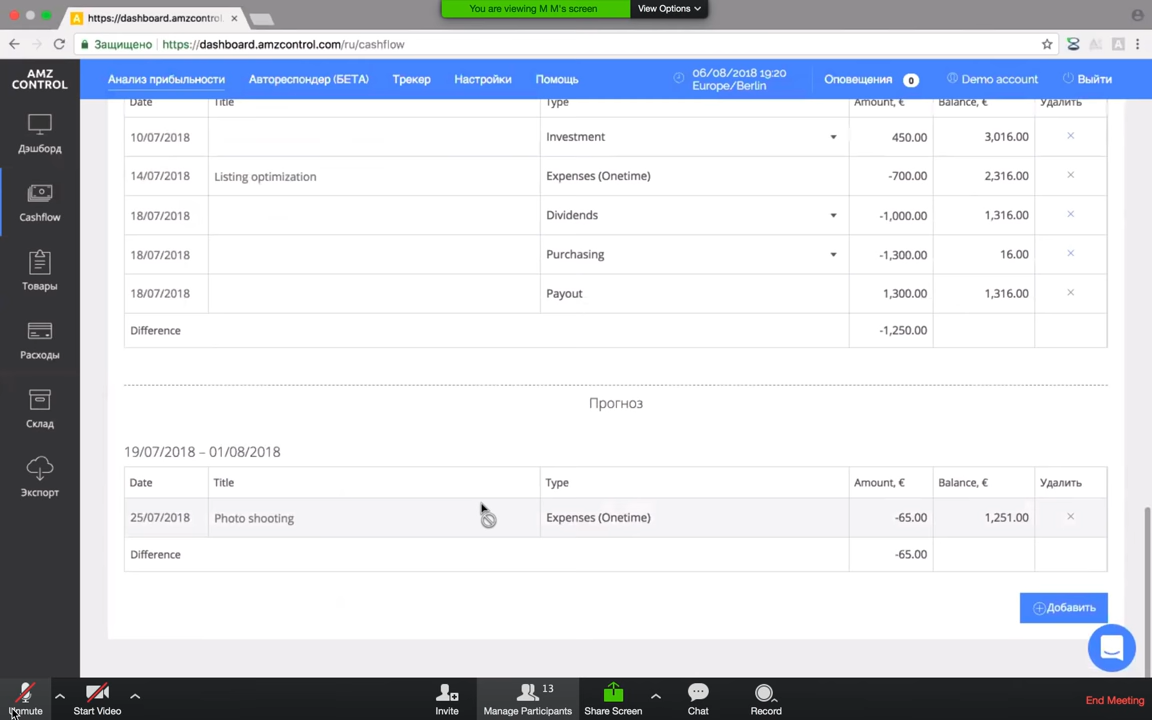 You are viewing M M's screen
View Options
https://dashboard.amzcontrol.
Защищено https://dashboard.amzcontrol.com/ru/cashflow
AMZ
CONTROL
Анализ прибыльности Автореспондер (БЕТА) Трекер Настройки Помощь
06/08/2018 19:20
Europe/Berlin
Оповещения 0 Demo account Выйти
Дэшборд
Cashflow
Товары
Расходы
Склад
Экспорт
Date Title Type Amount, € Balance, € Удалить
10/07/2018 Investment 450.00 3,016.00
14/07/2018 Listing optimization Expenses (Onetime) -700.00 2,316.00
18/07/2018 Dividends -1,000.00 1,316.00
18/07/2018 Purchasing -1,300.00 16.00
18/07/2018 Payout 1,300.00 1,316.00
Difference -1,250.00
Прогноз
19/07/2018 – 01/08/2018
Date Title Type Amount, € Balance, € Удалить
25/07/2018 Photo shooting Expenses (Onetime) -65.00 1,251.00
Difference -65.00
Добавить
Unmute
Start Video
Invite
13
Manage Participants
Share Screen
Chat
Record
End Meeting